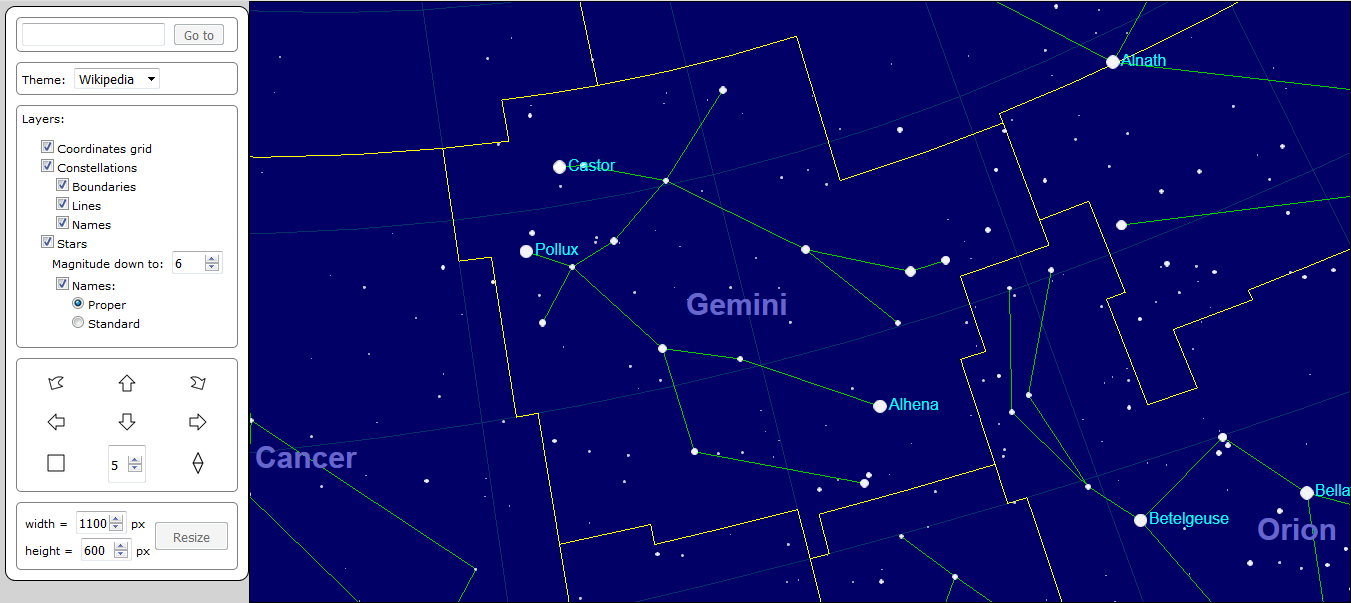 Go to
Theme: Wikipedia
Layers:
Coordinates grid
Constellations
Boundaries
Lines
Names
Stars
Magnitude down to: 6
Names:
Proper
Standard
5
width = 1100 px
height = 600 px
Resize
Alnath
Castor
Pollux
Gemini
Alhena
Cancer
Bella
Betelgeuse
Orion